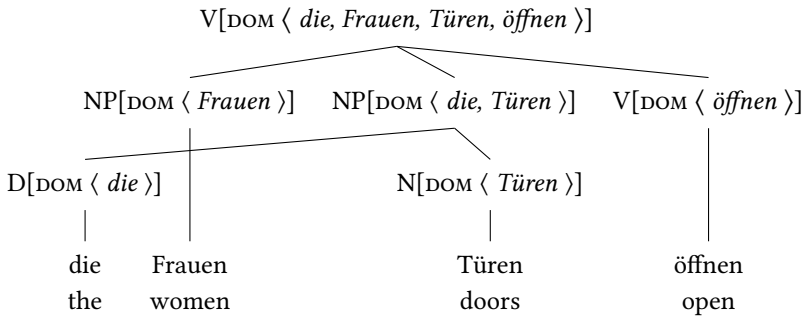 V[DOM ⟨ die, Frauen, Türen, öffnen ⟩]
NP[DOM ⟨ Frauen ⟩] NP[DOM ⟨ die, Türen ⟩] V[DOM ⟨ öffnen ⟩]
D[DOM ⟨ die ⟩] N[DOM ⟨ Türen ⟩]
die Frauen Türen öffnen
the women doors open